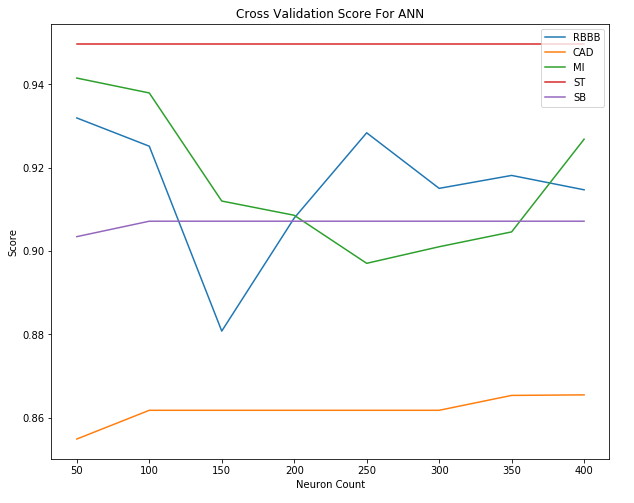 Cross Validation Score For ANN
RBBB
CAD
MI
ST
SB
0.94
0.92
0.90
0.88
0.86
Score
50 100 150 200 250 300 350 400
Neuron Count